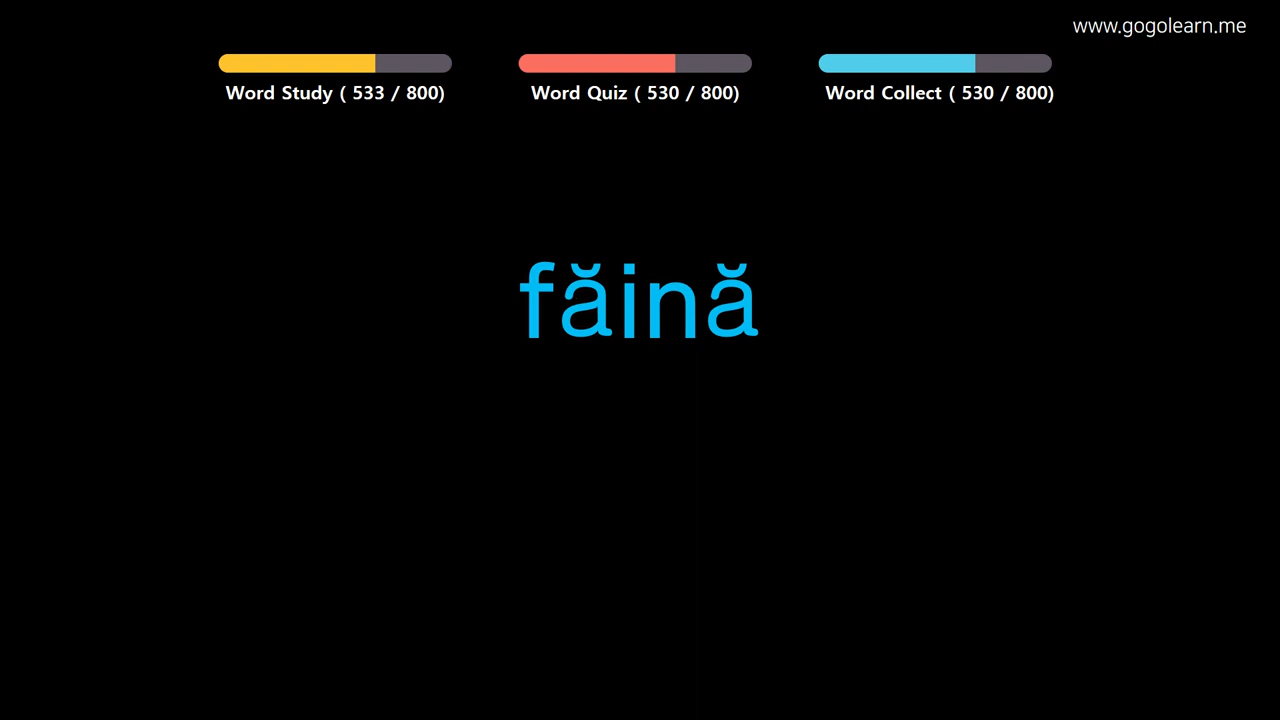 www.gogolearn.me
Word Study ( 533 / 800)
Word Quiz ( 530 / 800)
Word Collect ( 530 / 800)
făină